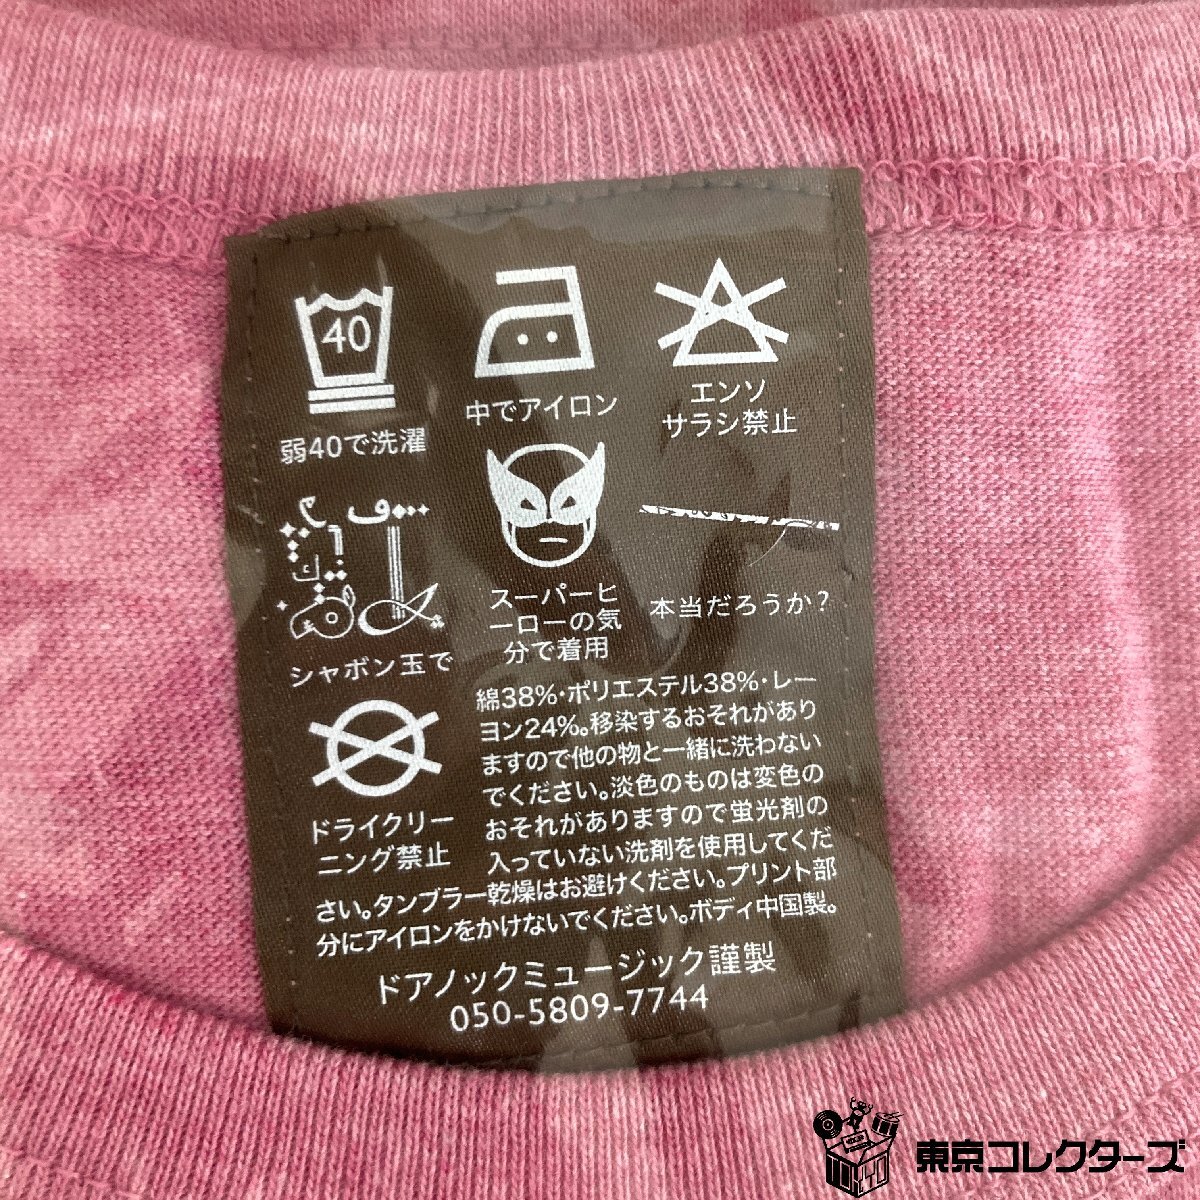 40
弱40で洗濯
中でアイロン
エンソ
サラシ禁止
シャボン玉で
スーパーヒ
ーローの気
分で着用
本当だろうか?
ドライクリー
ニング禁止
綿38%·ポリエステル38%·レー
ヨン24%。移染するおそれがあり
ますので他の物と一緒に洗わない
でください。淡色のものは変色の
おそれがありますので蛍光剤の
入っていない洗剤を使用してくだ
さい。タンブラー乾燥はお避けください。プリント部
分にアイロンをかけないでください。ボディ中国製。
ドアノックミュージック謹製
050-5809-7744
TOKYO
東京コレクターズ